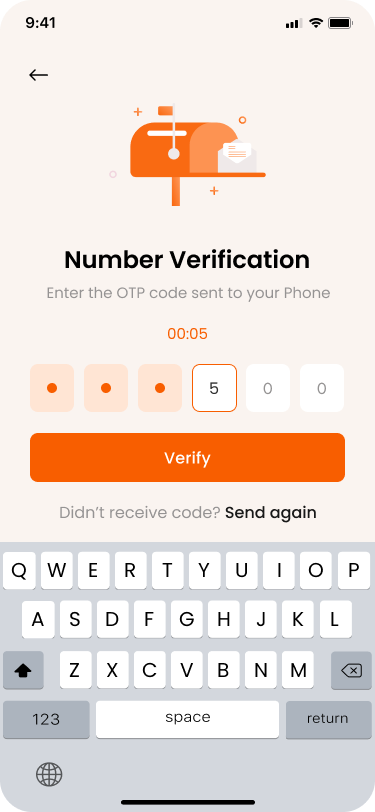 9:41
Number Verification
Enter the OTP code sent to your Phone
00:05
5 0 0
Verify
Didn't receive code? Send again
Q W E R T Y U I O P
A S D F G H J K L
Z X C V B N M
123 space return